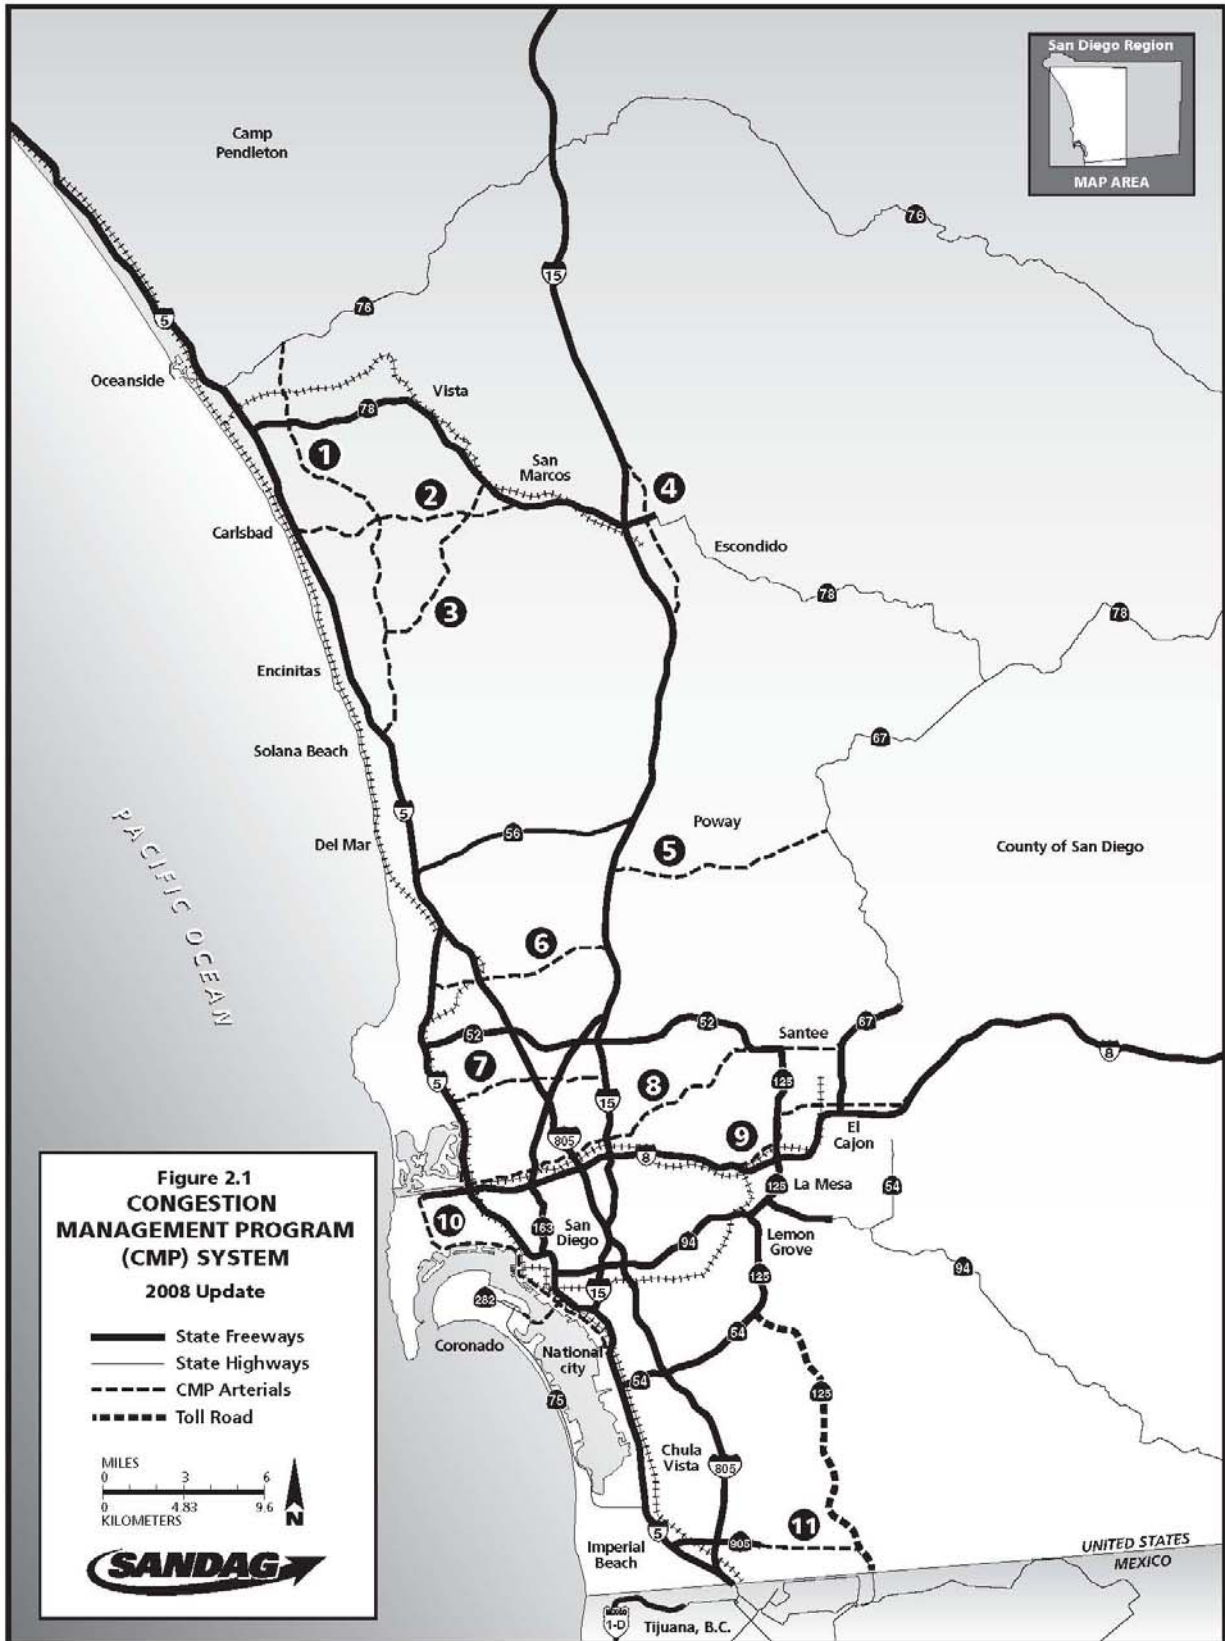 San Diego Region
MAP AREA
Camp
Pendleton
76
15
76
5
Oceanside
Vista
78
1
San
Marcos
4
2
Carlsbad
Escondido
78
78
3
Encinitas
67
Solana Beach
5
Poway
56
Del Mar
5
County of San Diego
PACIFIC OCEAN
6
52
52
67
Santee
8
7
5
8
125
15
805
9
El
Cajon
8
125
La Mesa
54
10
163
San
Diego
94
Lemon
Grove
94
125
15
282
54
Coronado
National
city
54
125
75
Chula
Vista
805
11
5
905
Imperial
Beach
UNITED STATES
MEXICO
MEXICO
1-D
Tijuana, B.C.
Figure 2.1
CONGESTION
MANAGEMENT PROGRAM
(CMP) SYSTEM
2008 Update
State Freeways
State Highways
CMP Arterials
Toll Road
MILES
0 3 6
0 4.83 9.6
KILOMETERS
N
SANDAG